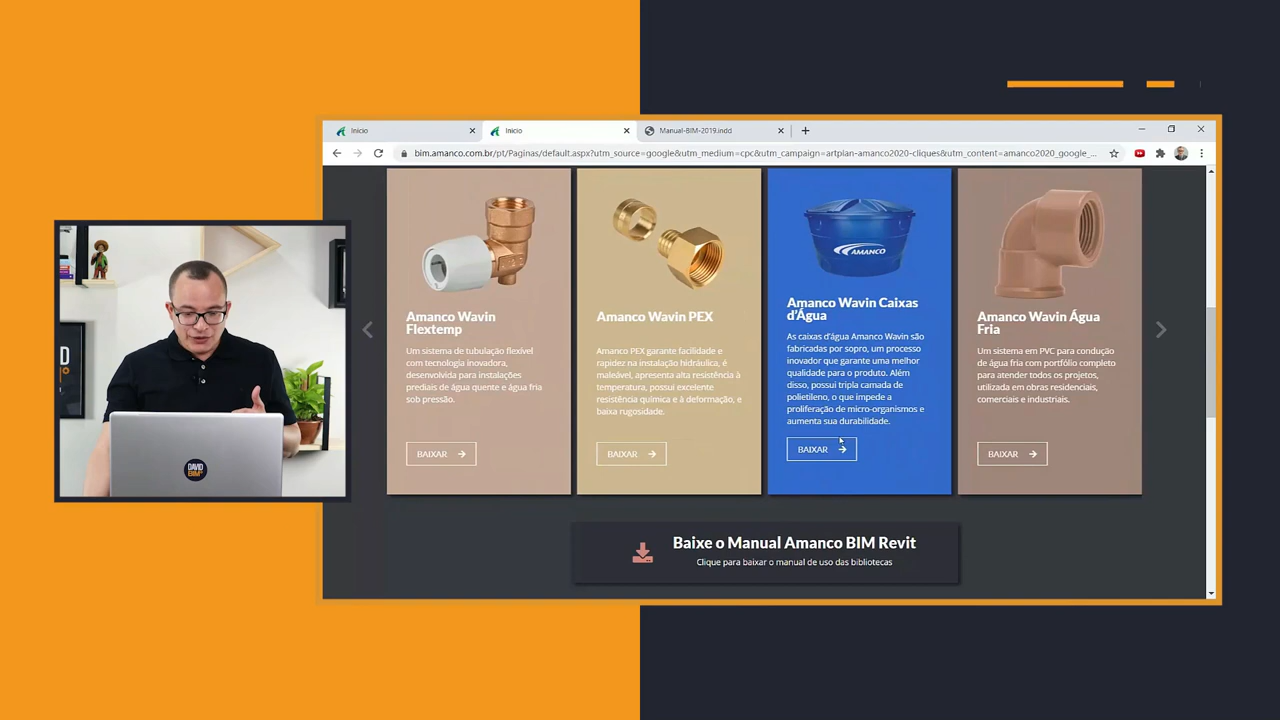 Inicio
Inicio
Manual-BIM-2019.indd
bim.amanco.com.br/pt/Paginas/default.aspx?utm_source=google&utm_medium=cpc&utm_campaign=artplan-amanco2020-cliques&utm_content=amanco2020_google_...
Amanco Wavin
Flextemp
Um sistema de tubulação flexível
com tecnologia inovadora,
desenvolvida para instalações
prediais de água quente e água fria
sob pressão.
BAIXAR
Amanco Wavin PEX
Amanco PEX garante facilidade e
rapidez na instalação hidráulica, é
maleável, apresenta alta resistência à
temperatura, possui excelente
resistência química e à deformação, e
baixa rugosidade.
BAIXAR
AMANCO
Amanco Wavin Caixas
d'Água
As caixas d'água Amanco Wavin são
fabricadas por sopro, um processo
inovador que garante uma melhor
qualidade para o produto. Além
disso, possui tripla camada de
polietileno, o que impede a
proliferação de micro-organismos e
aumenta sua durabilidade.
BAIXAR
Amanco Wavin Água
Fria
Um sistema em PVC para condução
de água fria com portfólio completo
para atender todos os projetos,
utilizada em obras residenciais,
comerciais e industriais.
BAIXAR
Baixe o Manual Amanco BIM Revit
Clique para baixar o manual de uso das bibliotecas
DAVID
BIM